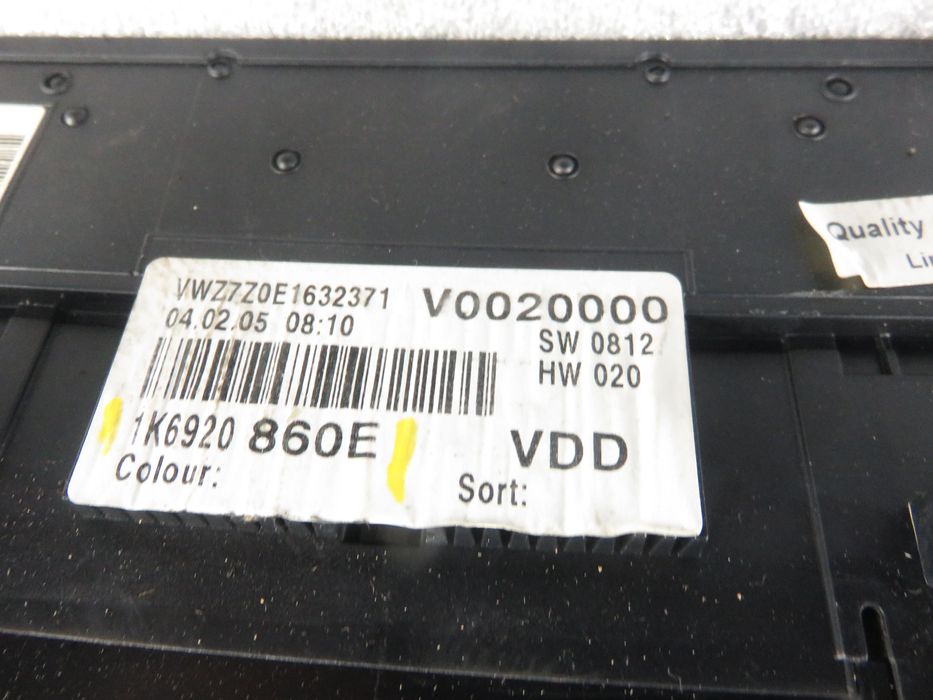 VWZ7Z0E1632371 V0020000
04.02.05 08:10 SW 0812
HW 020
1K6920 860E VDD
Colour: Sort:
Quality